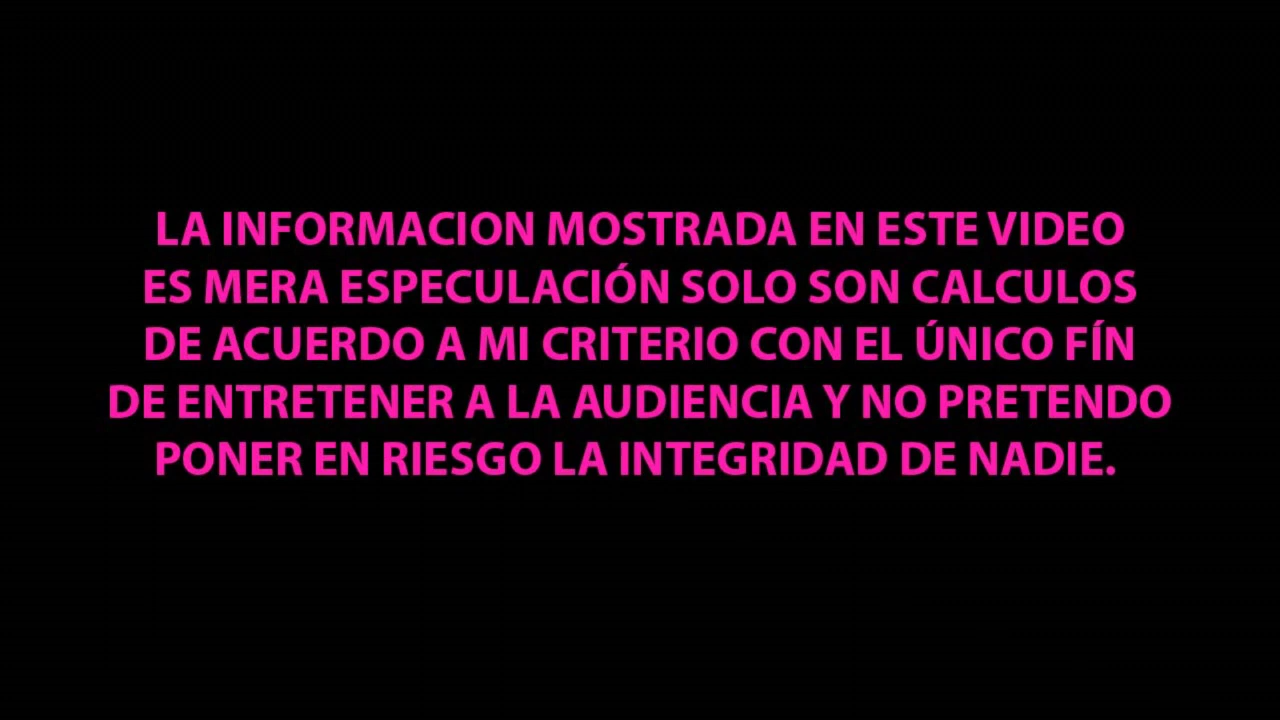 LA INFORMACION MOSTRADA EN ESTE VIDEO
ES MERA ESPECULACIÓN SOLO SON CALCULOS
DE ACUERDO A MI CRITERIO CON EL ÚNICO FÍN
DE ENTRETENER A LA AUDIENCIA Y NO PRETENDO
PONER EN RIESGO LA INTEGRIDAD DE NADIE.